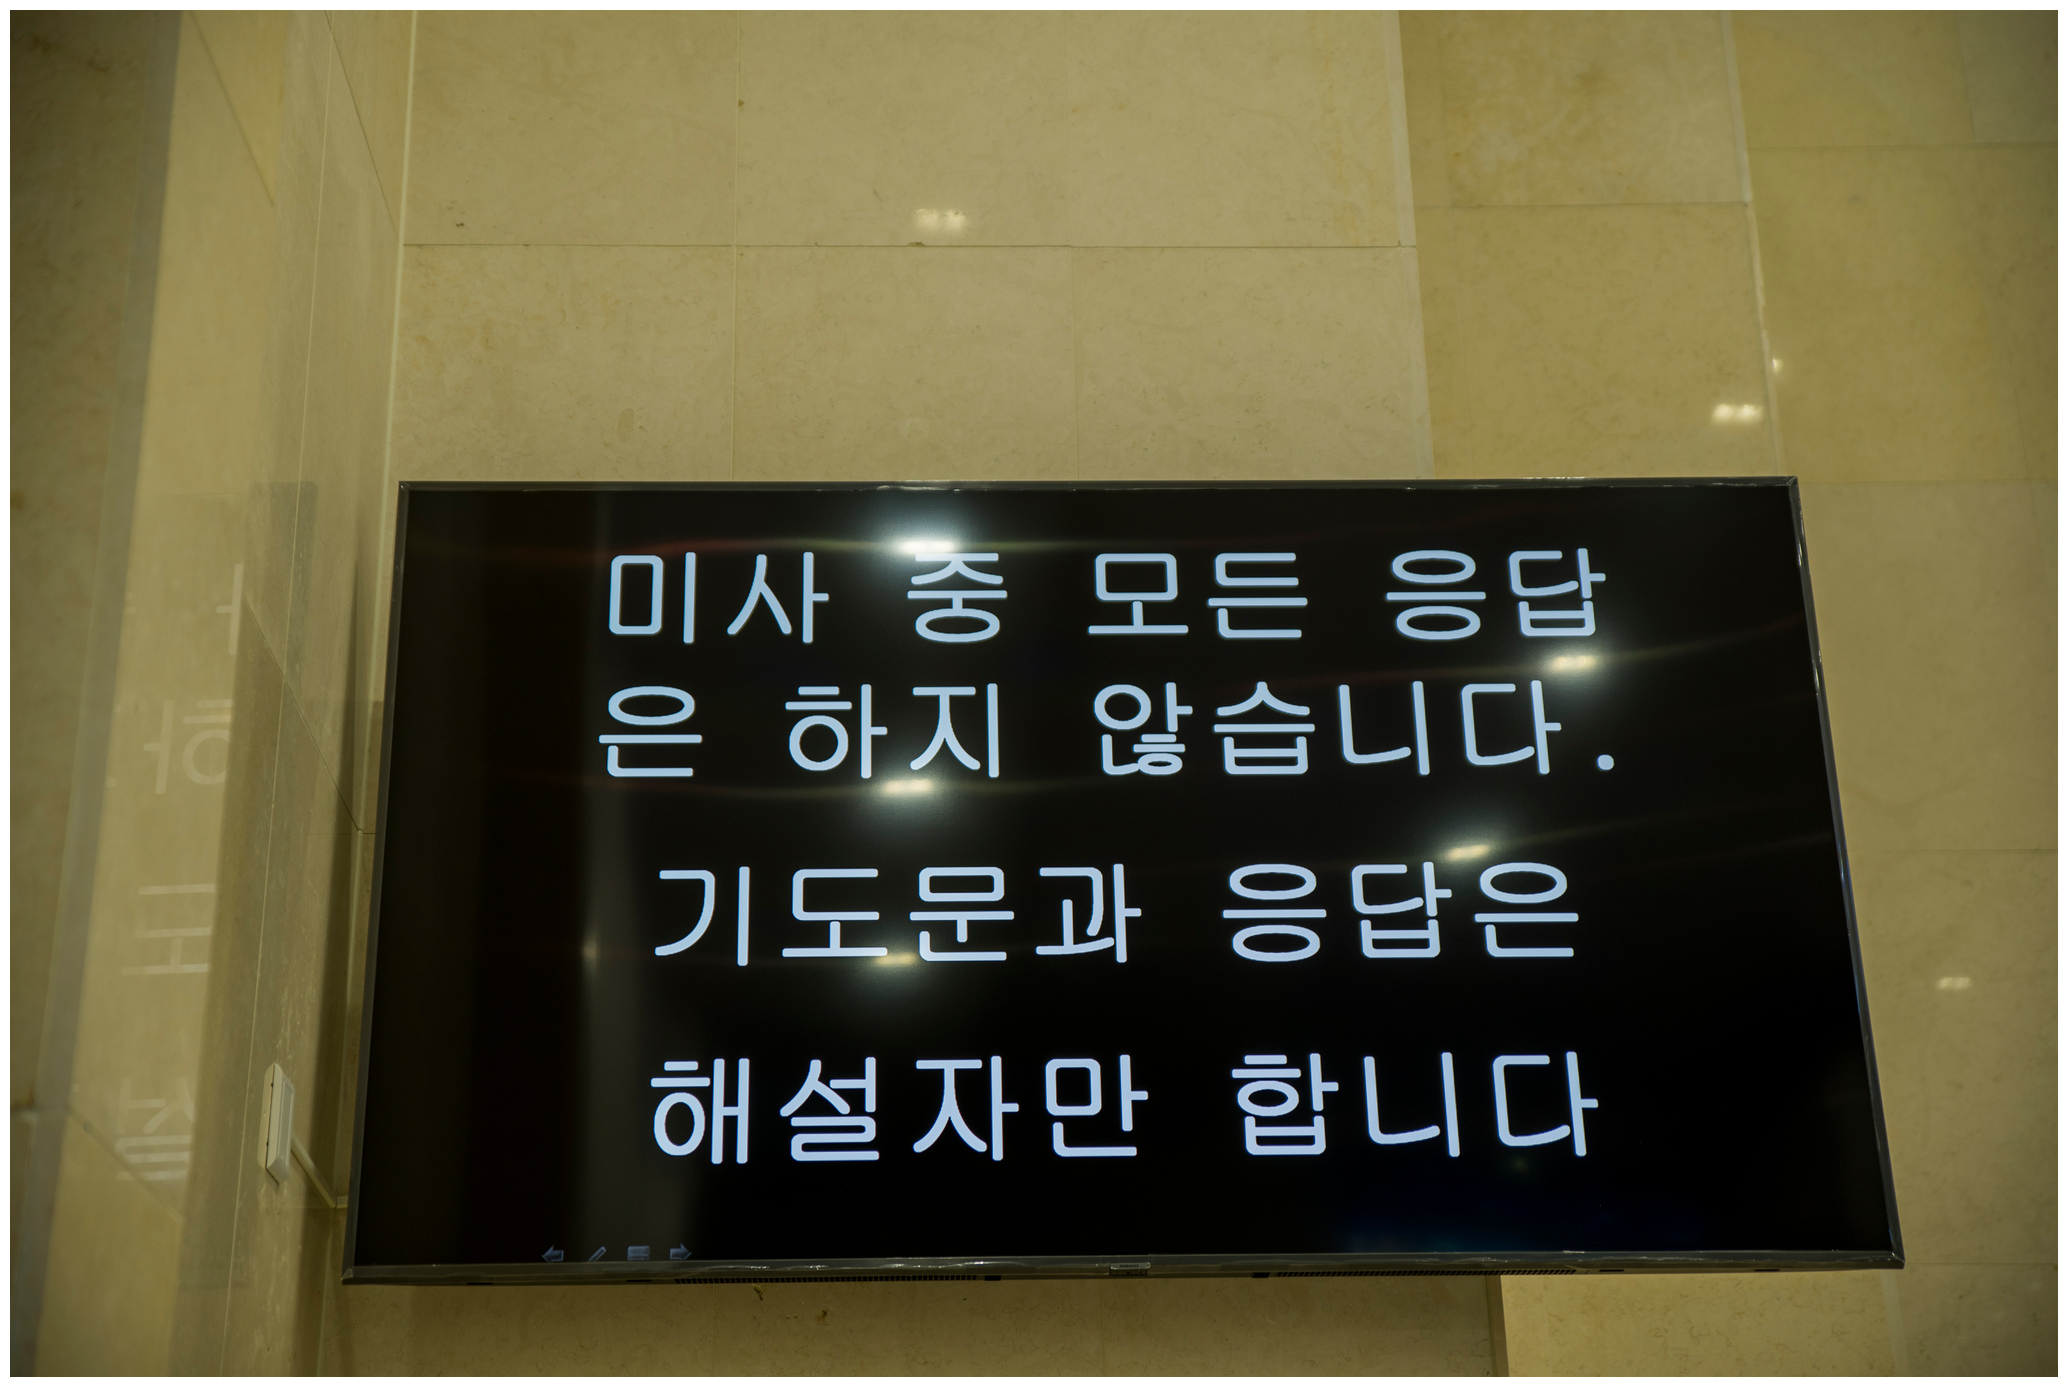 미사 중 모든 응답
은 하지 않습니다.
기도문과 응답은
해설자만 합니다